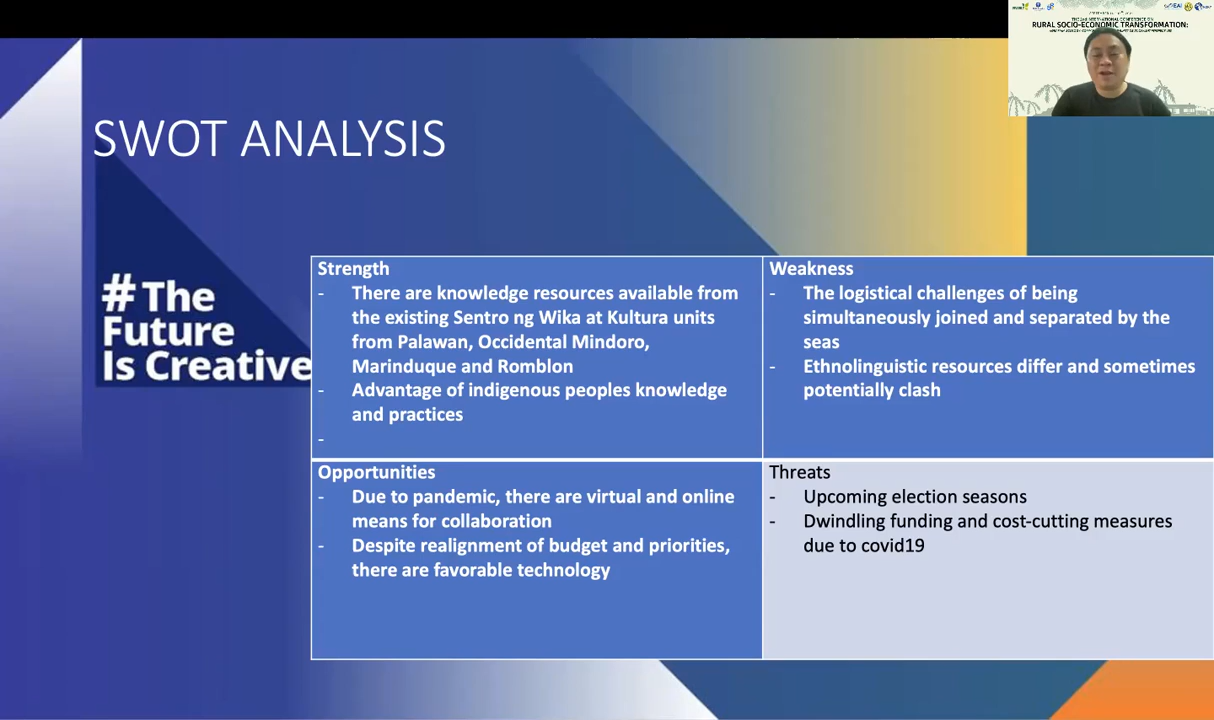 RURAL SOCIO-ECONOMIC TRANSFORMATION:
SWOT ANALYSIS
# The
Future
Is Creative
Strength
- There are knowledge resources available from
the existing Sentro ng Wika at Kultura units
from Palawan, Occidental Mindoro,
Marinduque and Romblon
- Advantage of indigenous peoples knowledge
and practices
-
Weakness
- The logistical challenges of being
simultaneously joined and separated by the
seas
- Ethnolinguistic resources differ and sometimes
potentially clash
Opportunities
- Due to pandemic, there are virtual and online
means for collaboration
- Despite realignment of budget and priorities,
there are favorable technology
Threats
- Upcoming election seasons
- Dwindling funding and cost-cutting measures
due to covid19